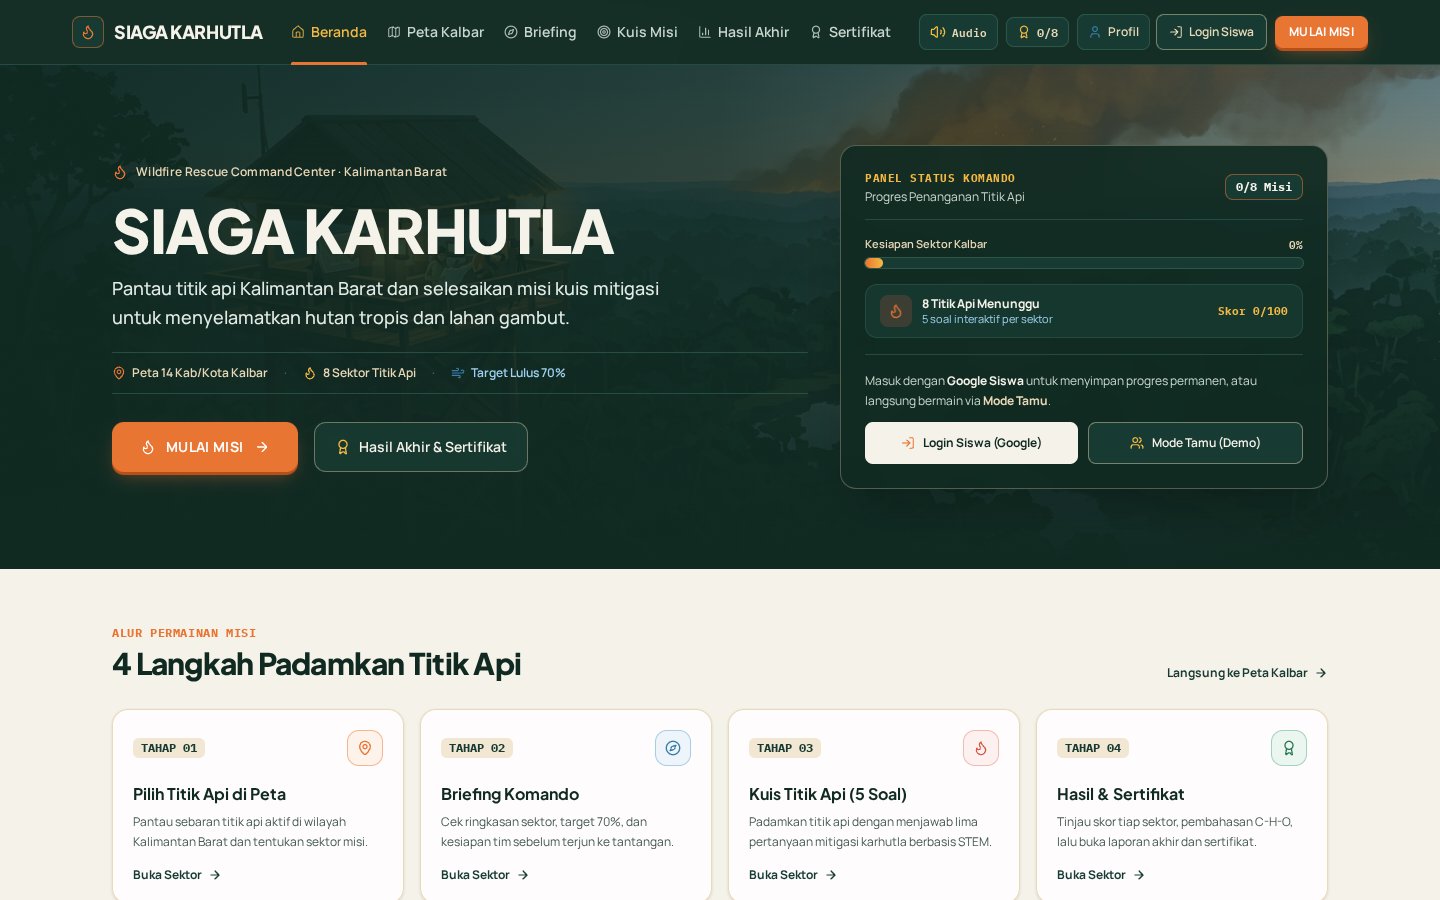 SIAGA KARHUTLA
Beranda
Peta Kalbar
Briefing
Kuis Misi
Hasil Akhir
Sertifikat
Audio
0/8
Profil
Login Siswa
MULAI MISI
Wildfire Rescue Command Center · Kalimantan Barat
SIAGA KARHUTLA
Pantau titik api Kalimantan Barat dan selesaikan misi kuis mitigasi
untuk menyelamatkan hutan tropis dan lahan gambut.
Peta 14 Kab/Kota Kalbar · 8 Sektor Titik Api · Target Lulus 70%
MULAI MISI
Hasil Akhir & Sertifikat
PANEL STATUS KOMANDO
Progres Penanganan Titik Api
0/8 Misi
Kesiapan Sektor Kalbar
0%
8 Titik Api Menunggu
5 soal interaktif per sektor
Skor 0/100
Masuk dengan Google Siswa untuk menyimpan progres permanen, atau
langsung bermain via Mode Tamu.
Login Siswa (Google)
Mode Tamu (Demo)
ALUR PERMAINAN MISI
4 Langkah Padamkan Titik Api
Langsung ke Peta Kalbar
TAHAP 01
Pilih Titik Api di Peta
Pantau sebaran titik api aktif di wilayah
Kalimantan Barat dan tentukan sektor misi.
Buka Sektor
TAHAP 02
Briefing Komando
Cek ringkasan sektor, target 70%, dan
kesiapan tim sebelum terjun ke tantangan.
Buka Sektor
TAHAP 03
Kuis Titik Api (5 Soal)
Padamkan titik api dengan menjawab lima
pertanyaan mitigasi karhutla berbasis STEM.
Buka Sektor
TAHAP 04
Hasil & Sertifikat
Tinjau skor tiap sektor, pembahasan C-H-O,
lalu buka laporan akhir dan sertifikat.
Buka Sektor